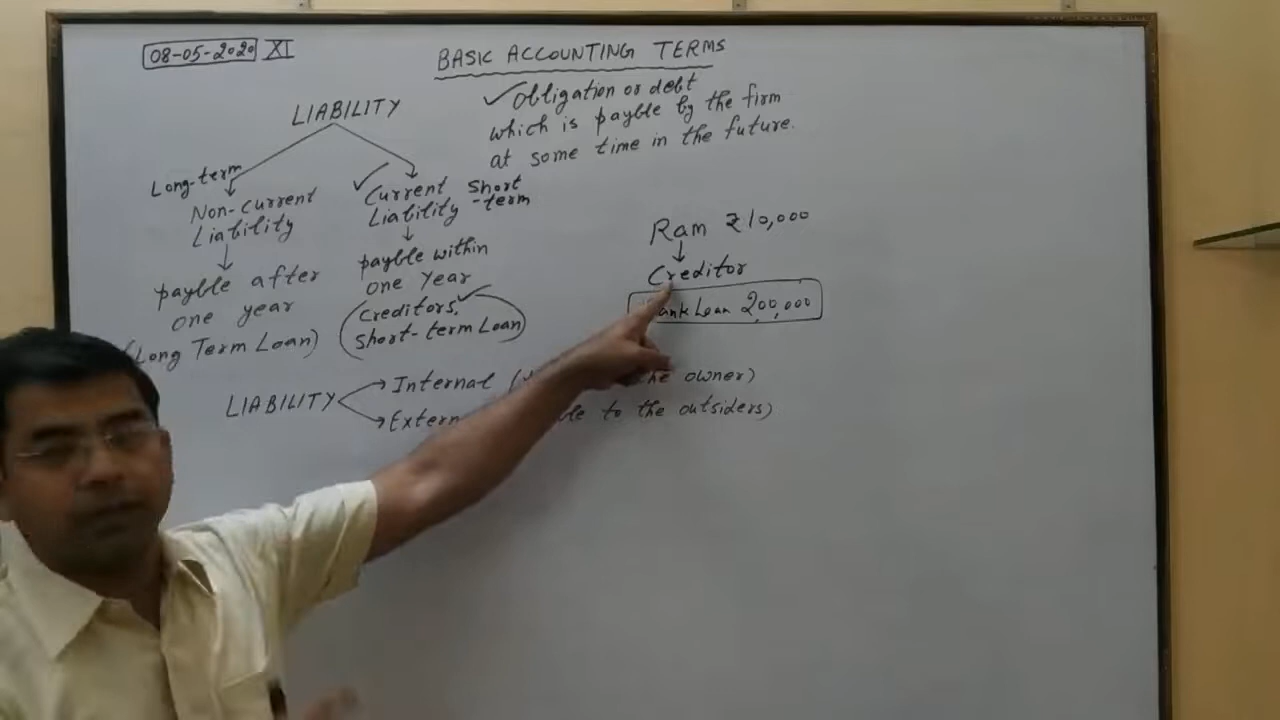 08-05-2020 XI
BASIC ACCOUNTING TERMS
LIABILITY
Obligation or debt
which is payble by the firm
at some time in the future.
Long-term
Non-current
Liability
payble after
one year
(Long Term Loan)
Current Short
Liability -term
payble within
one year
(Creditors,
Short-term Loan)
Ram ₹10,000
Creditor
Bank Loan 200,000
LIABILITY
Internal the owner)
to the outsiders)